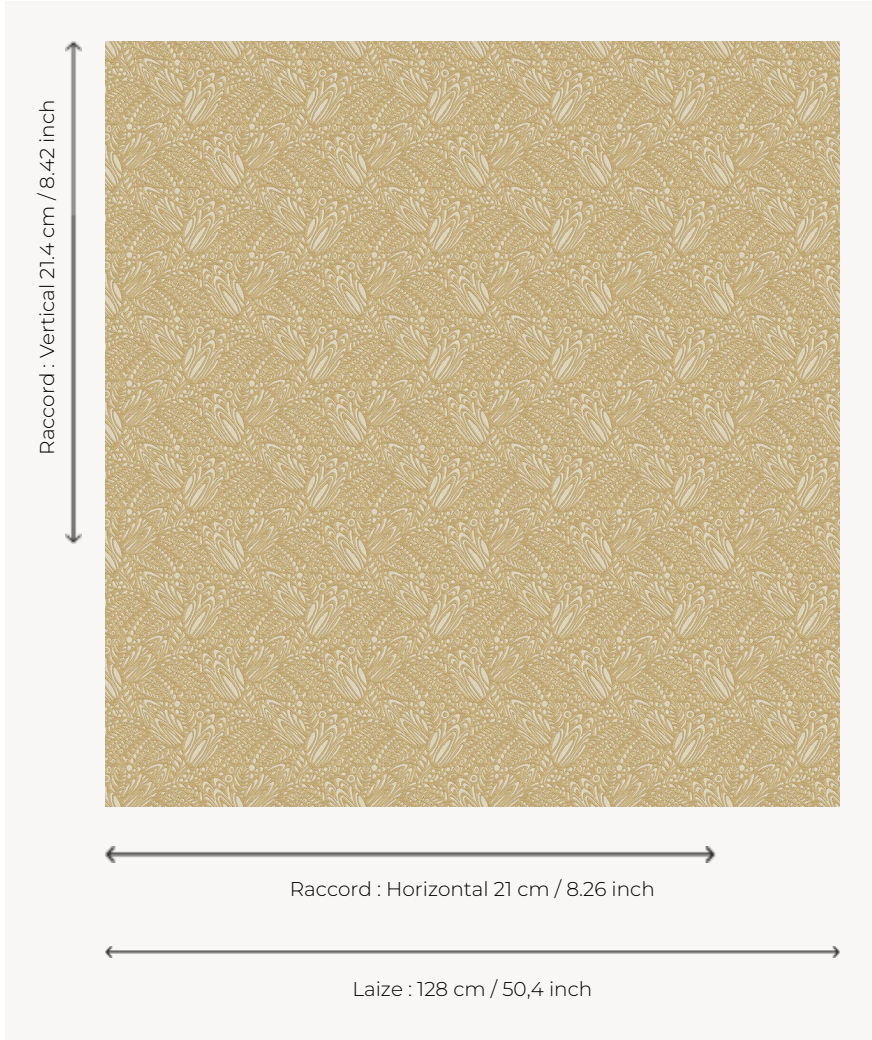 Raccord : Vertical 21.4 cm / 8.42 inch
Raccord : Horizontal 21 cm / 8.26 inch
Laize : 128 cm / 50,4 inch